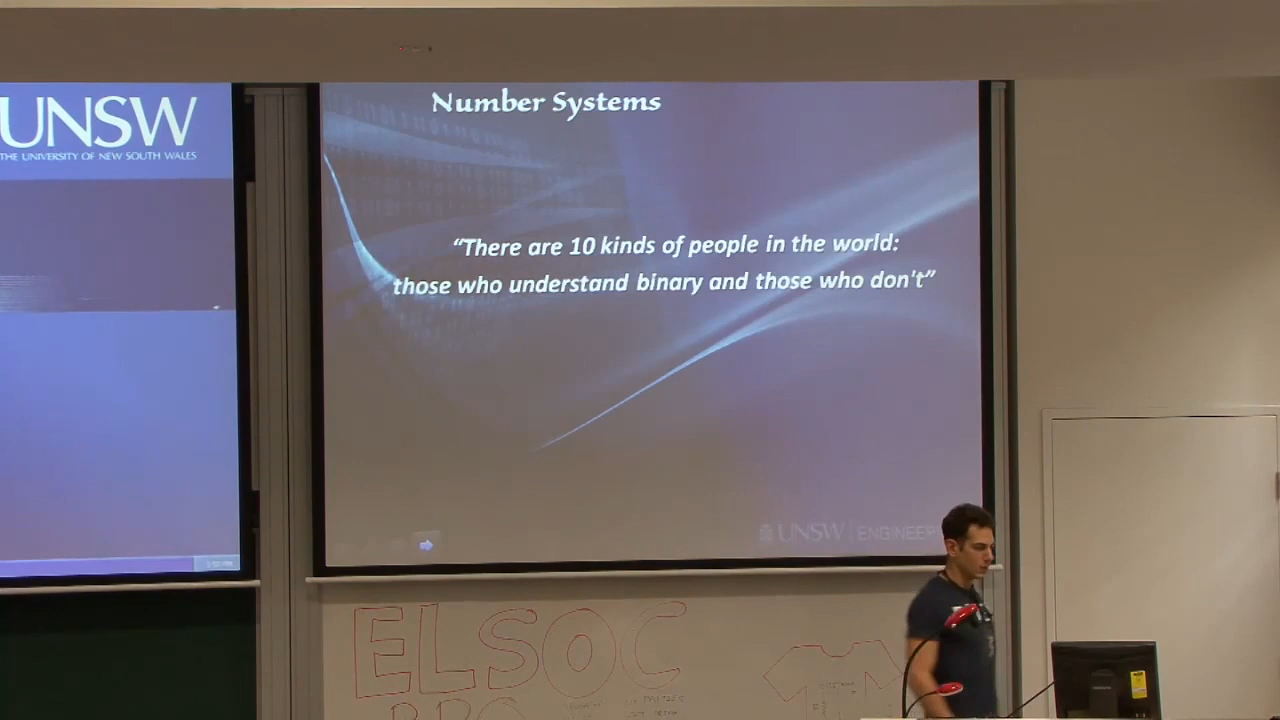 UNSW
THE UNIVERSITY OF NEW SOUTH WALES
Number Systems
“There are 10 kinds of people in the world:
those who understand binary and those who don't”
UNSW
ELSOC
BBQ